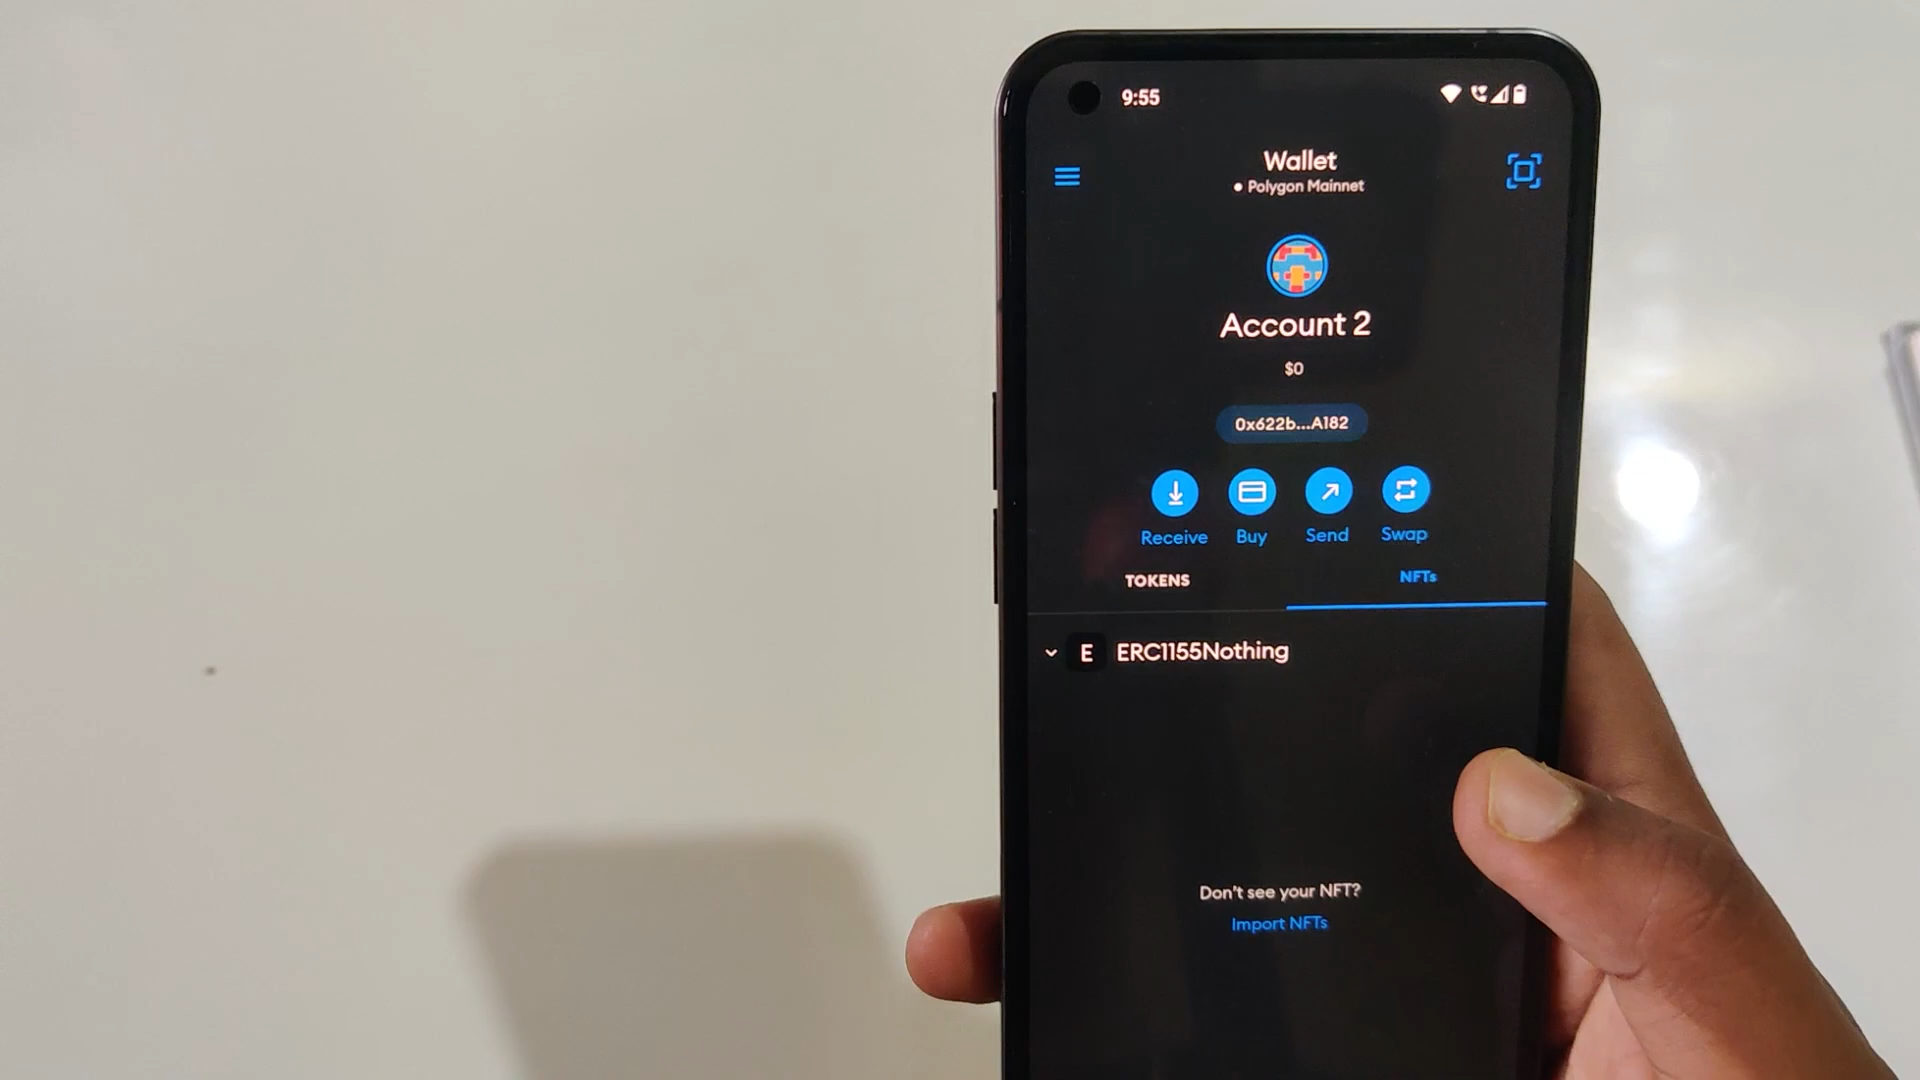 9:55
Wallet
Polygon Mainnet
Account 2
$0
0x622b...A182
Receive Buy Send Swap
TOKENS NFTs
E ERC1155Nothing
Don't see your NFT?
Import NFTs